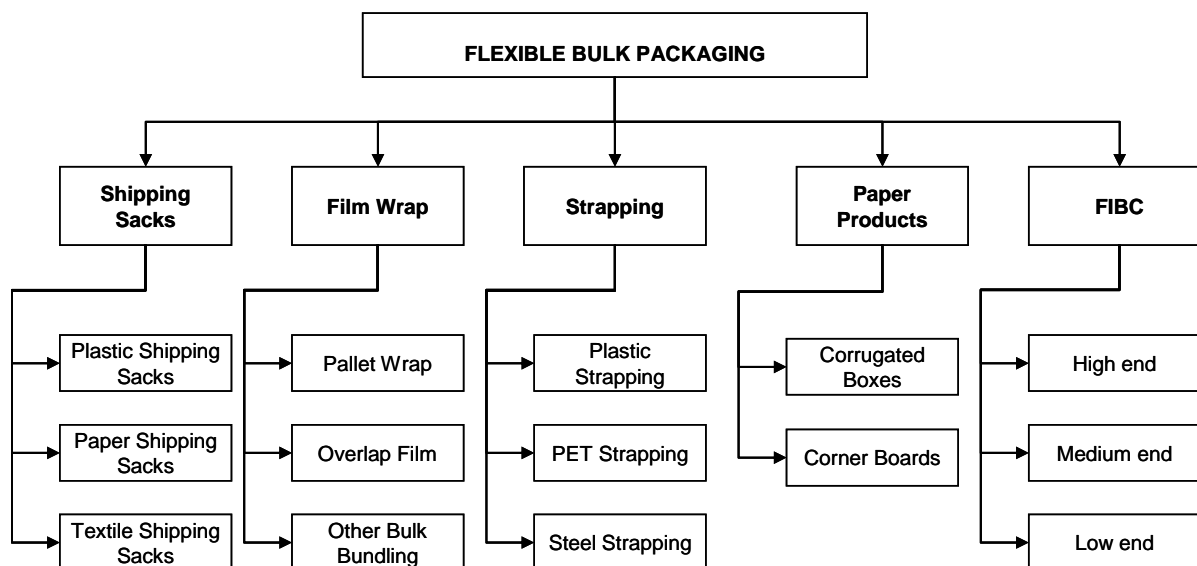 FLEXIBLE BULK PACKAGING
Shipping
Sacks
Film Wrap
Strapping
Paper
Products
FIBC
Plastic Shipping
Sacks
Pallet Wrap
Plastic
Strapping
Corrugated
Boxes
High end
Paper Shipping
Sacks
Overlap Film
PET Strapping
Corner Boards
Medium end
Textile Shipping
Sacks
Other Bulk
Bundling
Steel Strapping
Low end